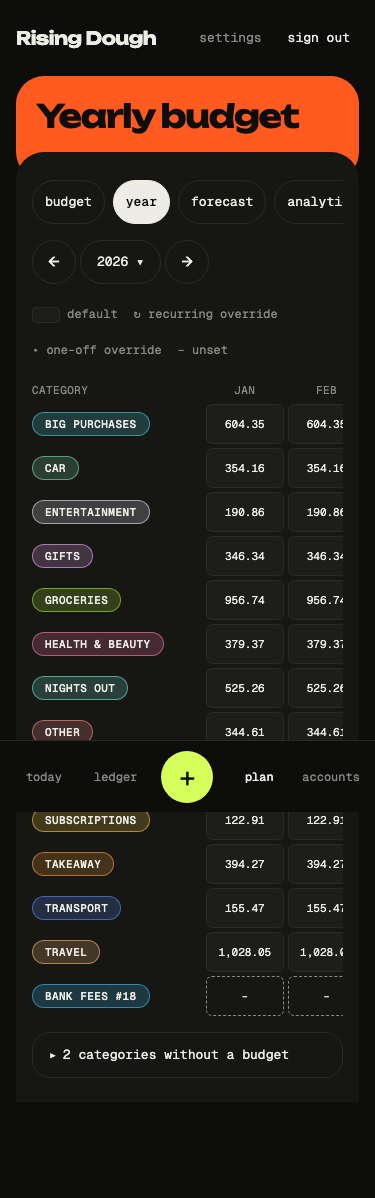 Rising Dough settings sign out
Yearly budget
budget year forecast analyti
← 2026 ▾ →
default ↻ recurring override
• one-off override – unset
CATEGORY JAN FEB
BIG PURCHASES 604.35 604.35
CAR 354.16 354.16
ENTERTAINMENT 190.86 190.86
GIFTS 346.34 346.34
GROCERIES 956.74 956.74
HEALTH & BEAUTY 379.37 379.37
NIGHTS OUT 525.26 525.26
OTHER 344.61 344.61
today ledger + plan accounts
SUBSCRIPTIONS 122.91 122.91
TAKEAWAY 394.27 394.27
TRANSPORT 155.47 155.47
TRAVEL 1,028.05 1,028.0
BANK FEES #18 – –
▸ 2 categories without a budget